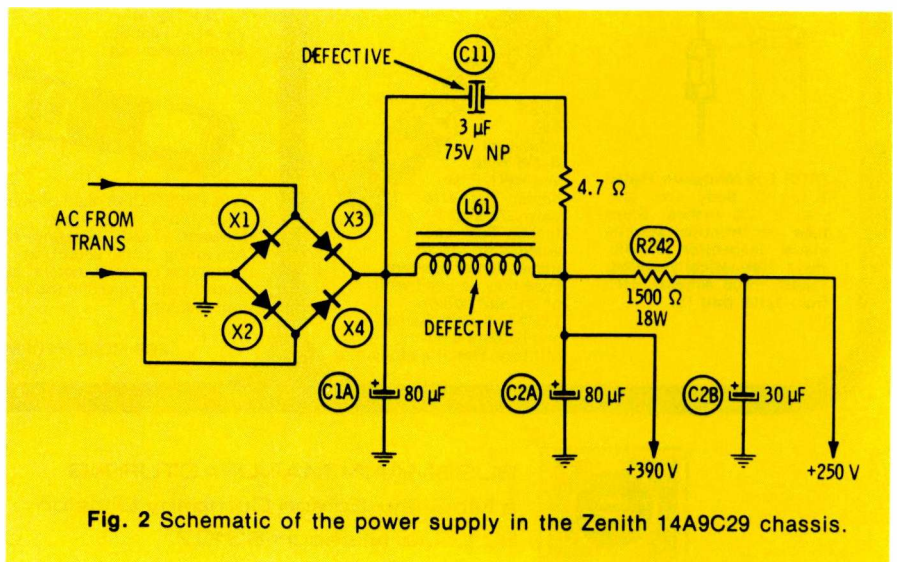 DEFECTIVE
C11
3 µF
75V NP
4.7 Ω
L61
AC FROM
TRANS
X1
X3
X2
X4
DEFECTIVE
R242
1500 Ω
18W
C1A
+
80 µF
C2A
+
80 µF
C2B
+
30 µF
+390 V
+250 V
Fig. 2 Schematic of the power supply in the Zenith 14A9C29 chassis.